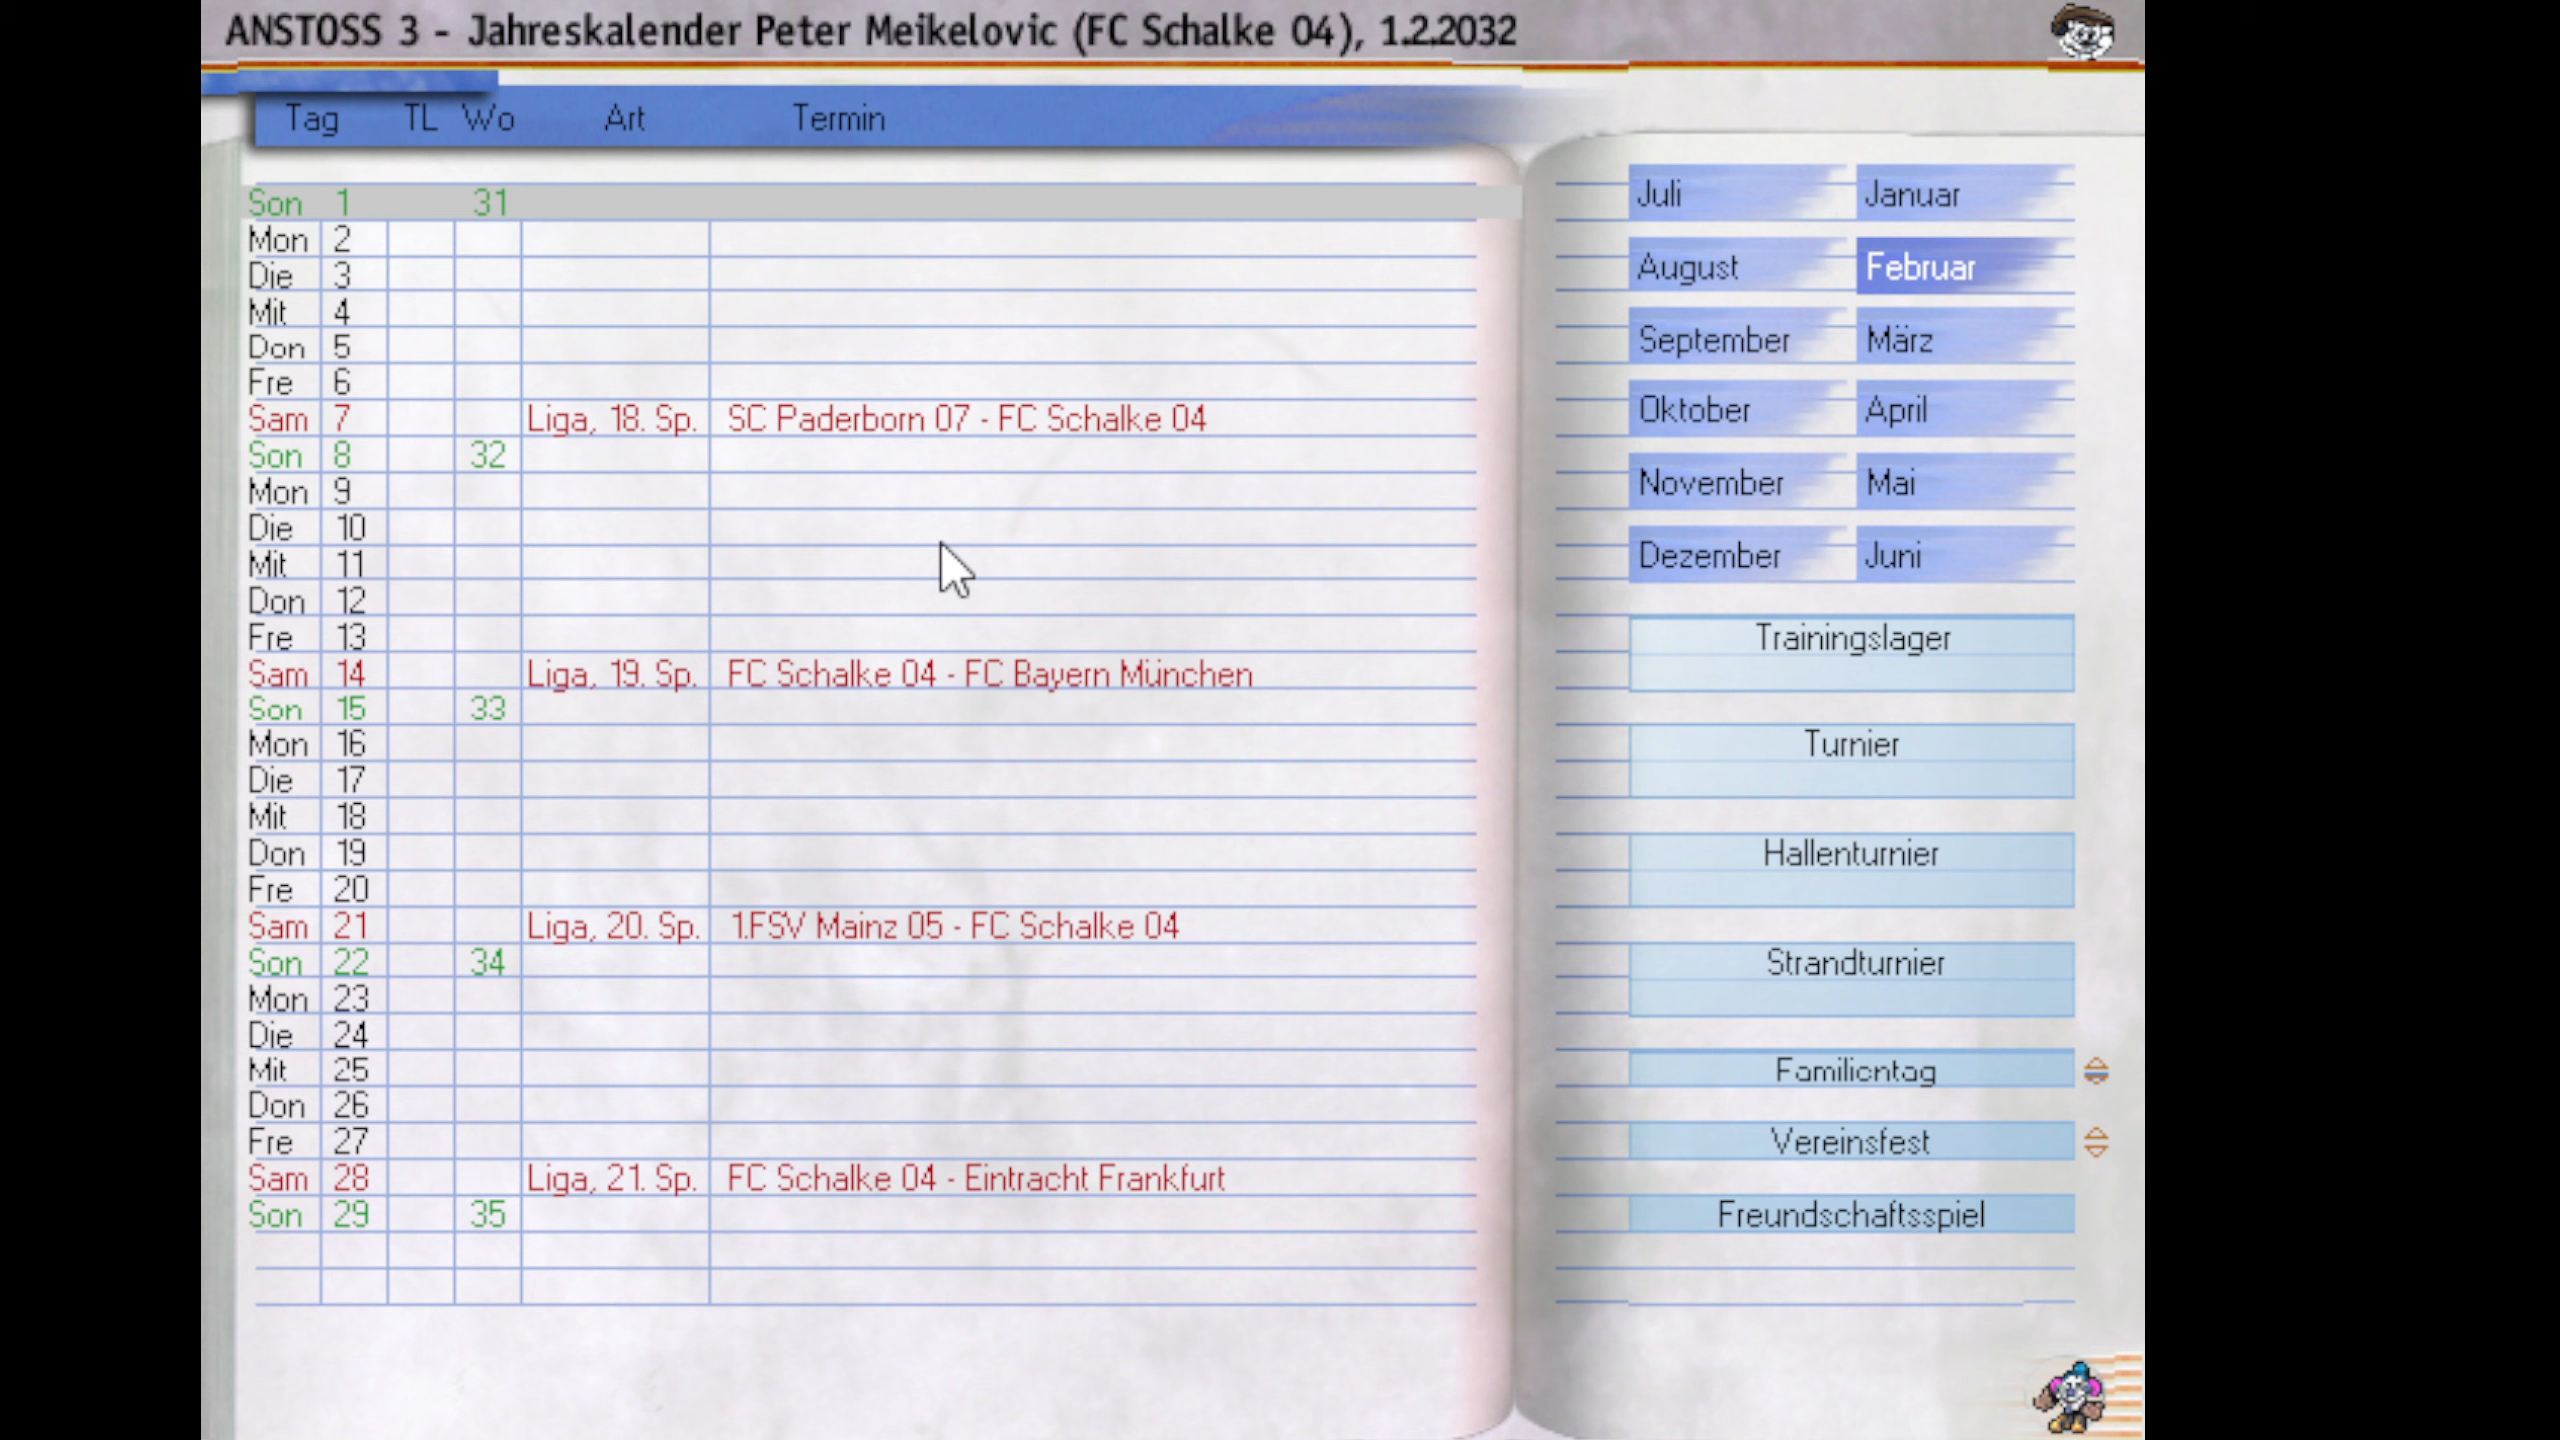 ANSTOSS 3 - Jahreskalender Peter Meikelovic (FC Schalke 04), 1.2.2032
Tag TL Wo Art Termin
Son 1 31
Mon 2
Die 3
Mit 4
Don 5
Fre 6
Sam 7 Liga, 18. Sp. SC Paderborn 07 - FC Schalke 04
Son 8 32
Mon 9
Die 10
Mit 11
Don 12
Fre 13
Sam 14 Liga, 19. Sp. FC Schalke 04 - FC Bayern München
Son 15 33
Mon 16
Die 17
Mit 18
Don 19
Fre 20
Sam 21 Liga, 20. Sp. 1.FSV Mainz 05 - FC Schalke 04
Son 22 34
Mon 23
Die 24
Mit 25
Don 26
Fre 27
Sam 28 Liga, 21. Sp. FC Schalke 04 - Eintracht Frankfurt
Son 29 35
Juli Januar
August Februar
September März
Oktober April
November Mai
Dezember Juni
Trainingslager
Turnier
Hallenturnier
Strandturnier
Familientag
Vereinsfest
Freundschaftsspiel